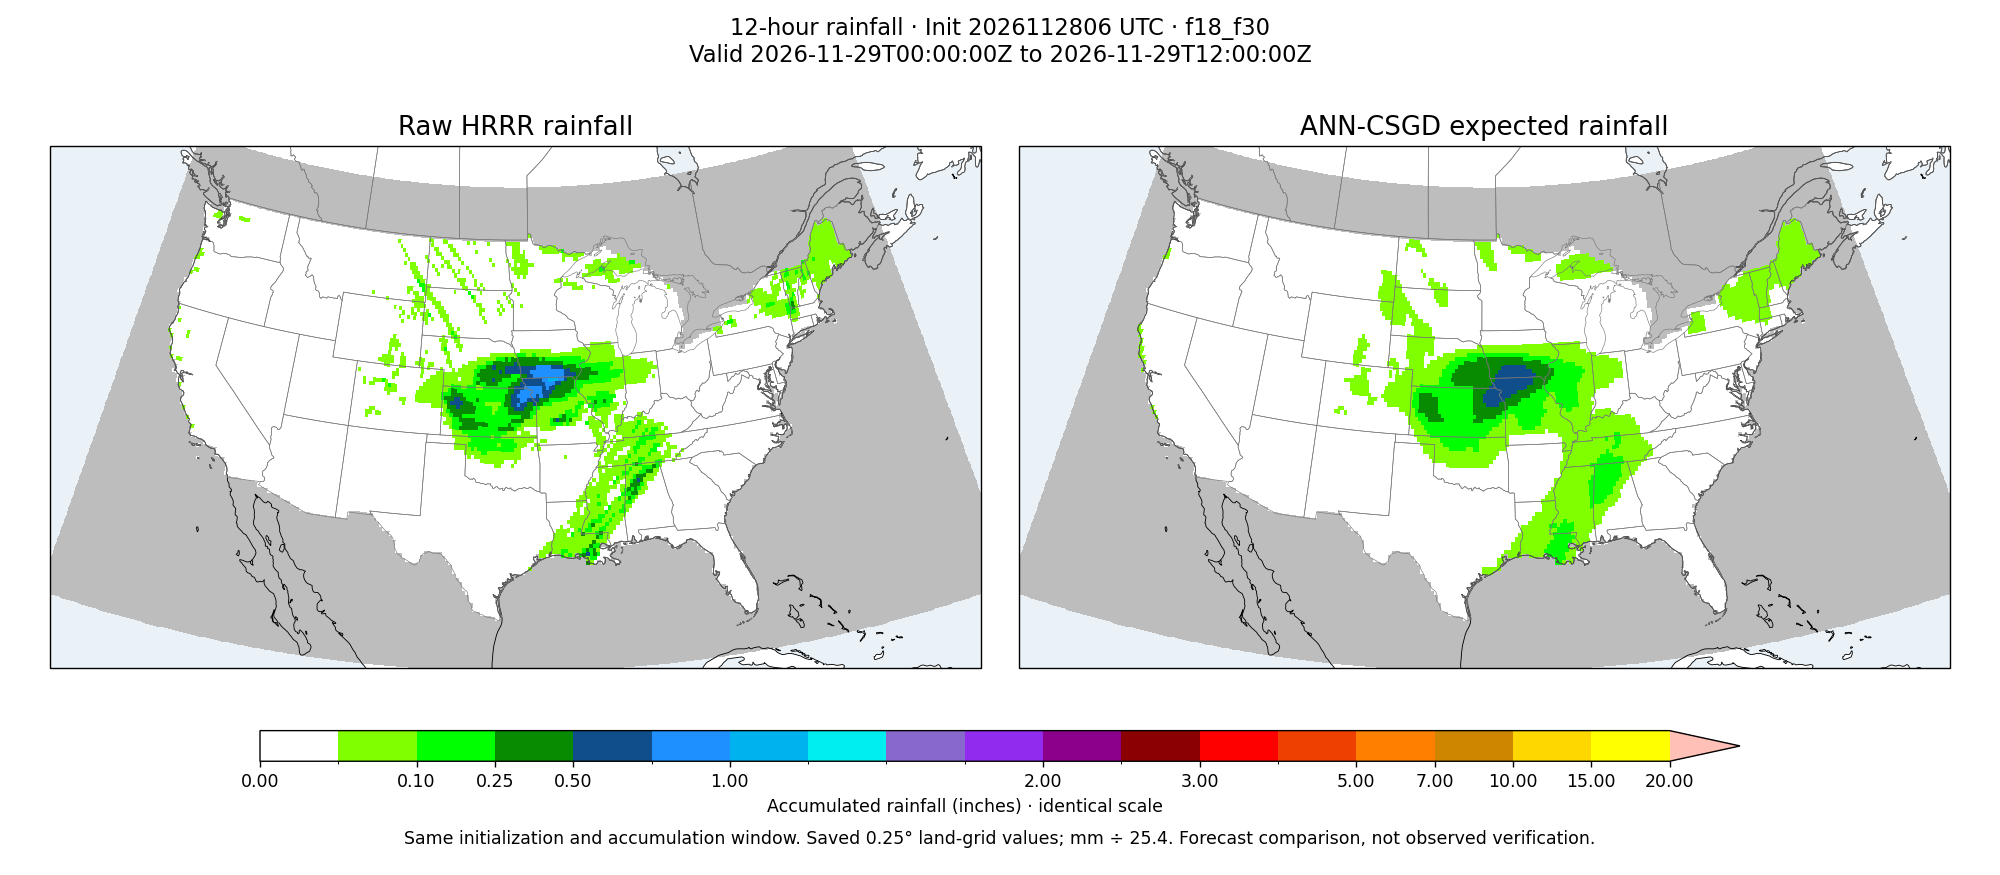 12-hour rainfall · Init 2026112806 UTC · f18_f30
Valid 2026-11-29T00:00:00Z to 2026-11-29T12:00:00Z
Raw HRRR rainfall
ANN-CSGD expected rainfall
0.00 0.10 0.25 0.50 1.00 2.00 3.00 5.00 7.00 10.00 15.00 20.00
Accumulated rainfall (inches) · identical scale
Same initialization and accumulation window. Saved 0.25° land-grid values; mm ÷ 25.4. Forecast comparison, not observed verification.